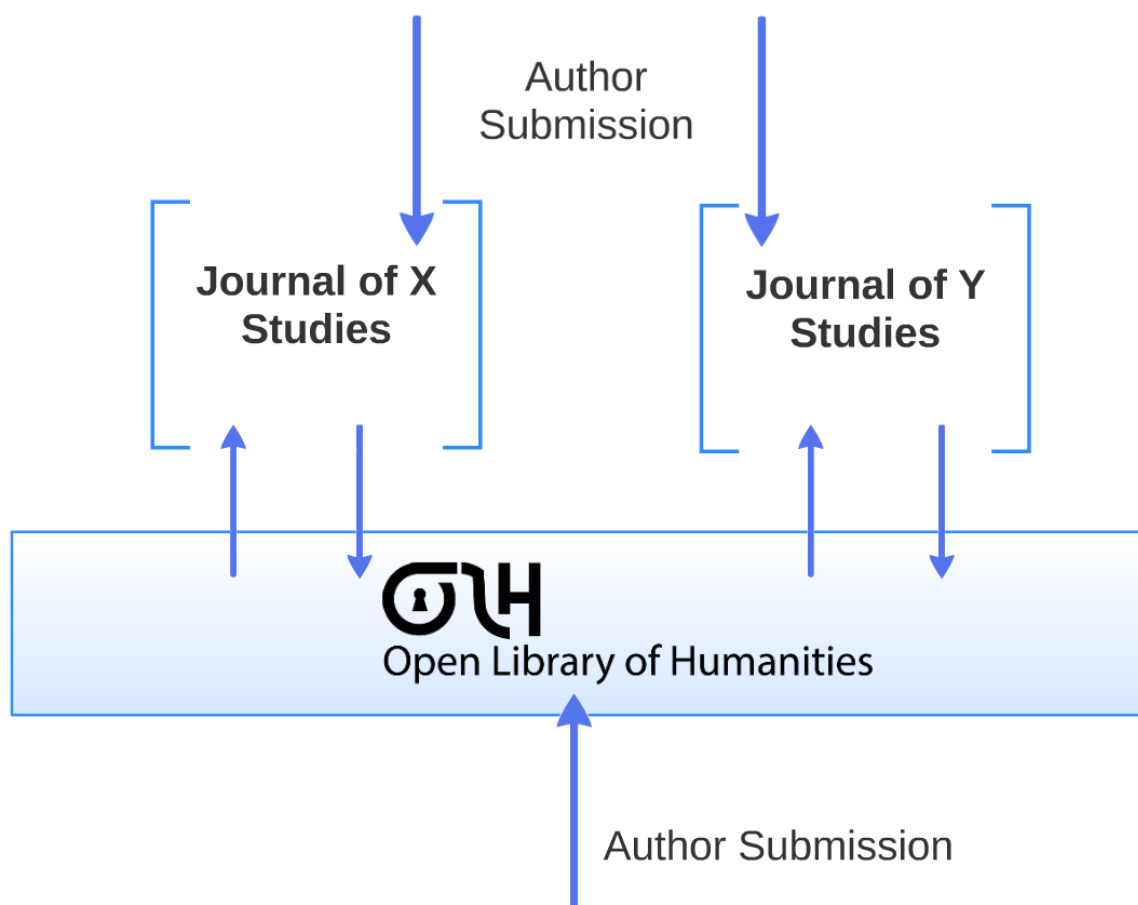 Author
Submission
Journal of X
Studies
Journal of Y
Studies
OLH
Open Library of Humanities
Author Submission